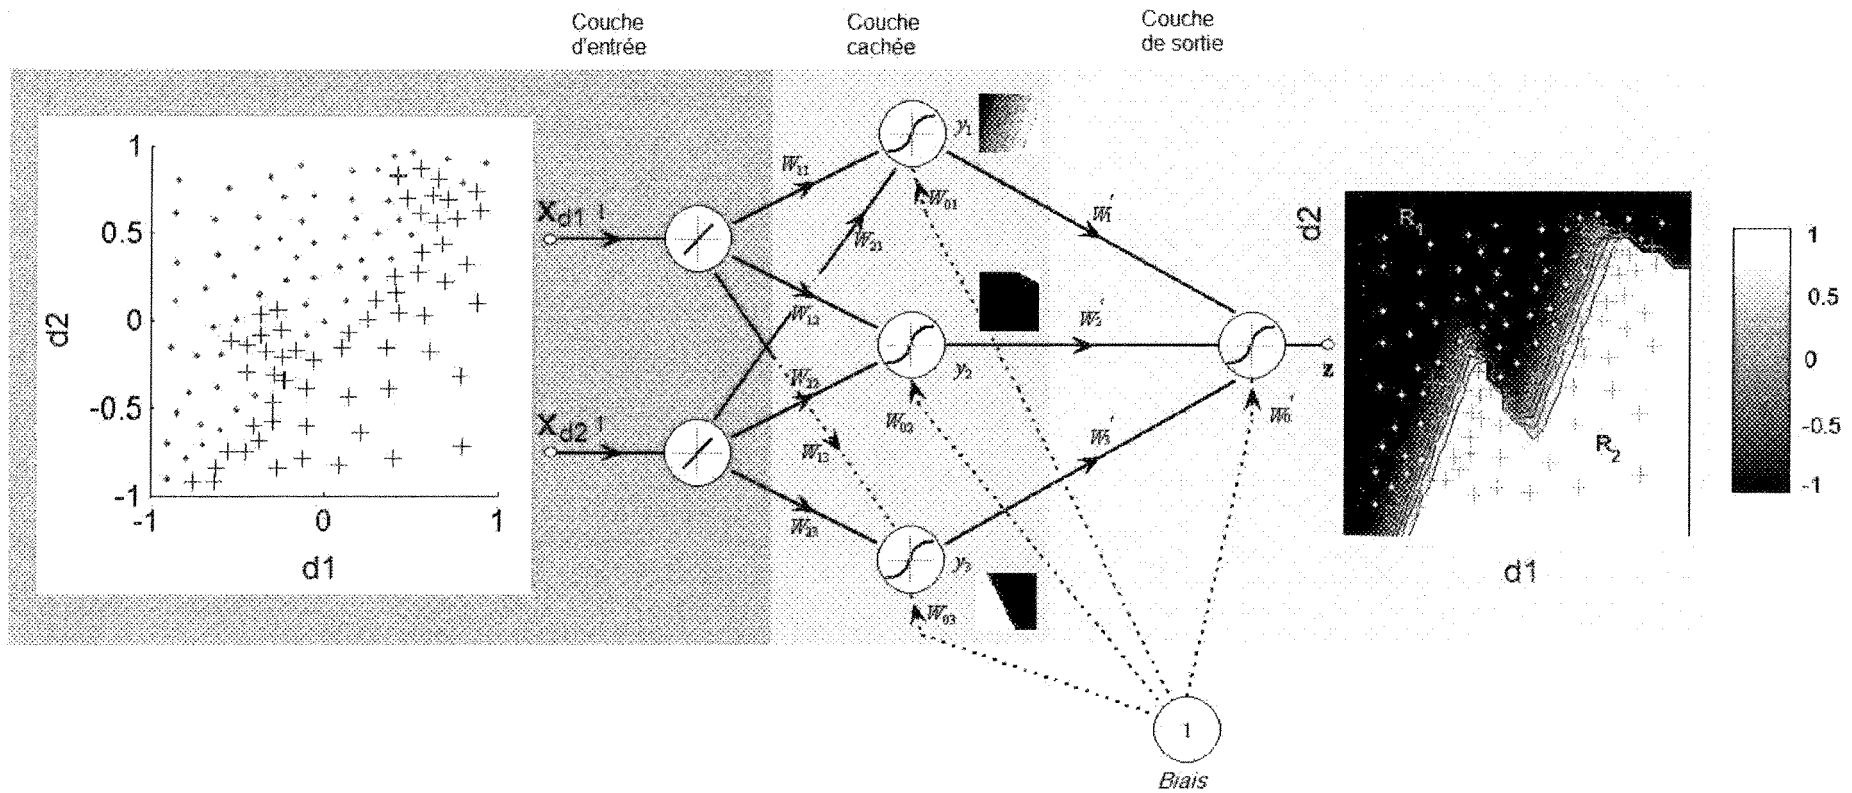 Couche
d'entrée
Couche
cachée
Couche
de sortie
1
0.5
0
-0.5
-1
-1
0
1
d2
d1
X d1
X d2
W11
W21
W01
W12
W22
W02
W13
W23
W03
y1
y2
y3
W1'
W2'
W3'
W0'
z
1
Biais
d2
R1
R2
d1
1
0.5
0
-0.5
-1